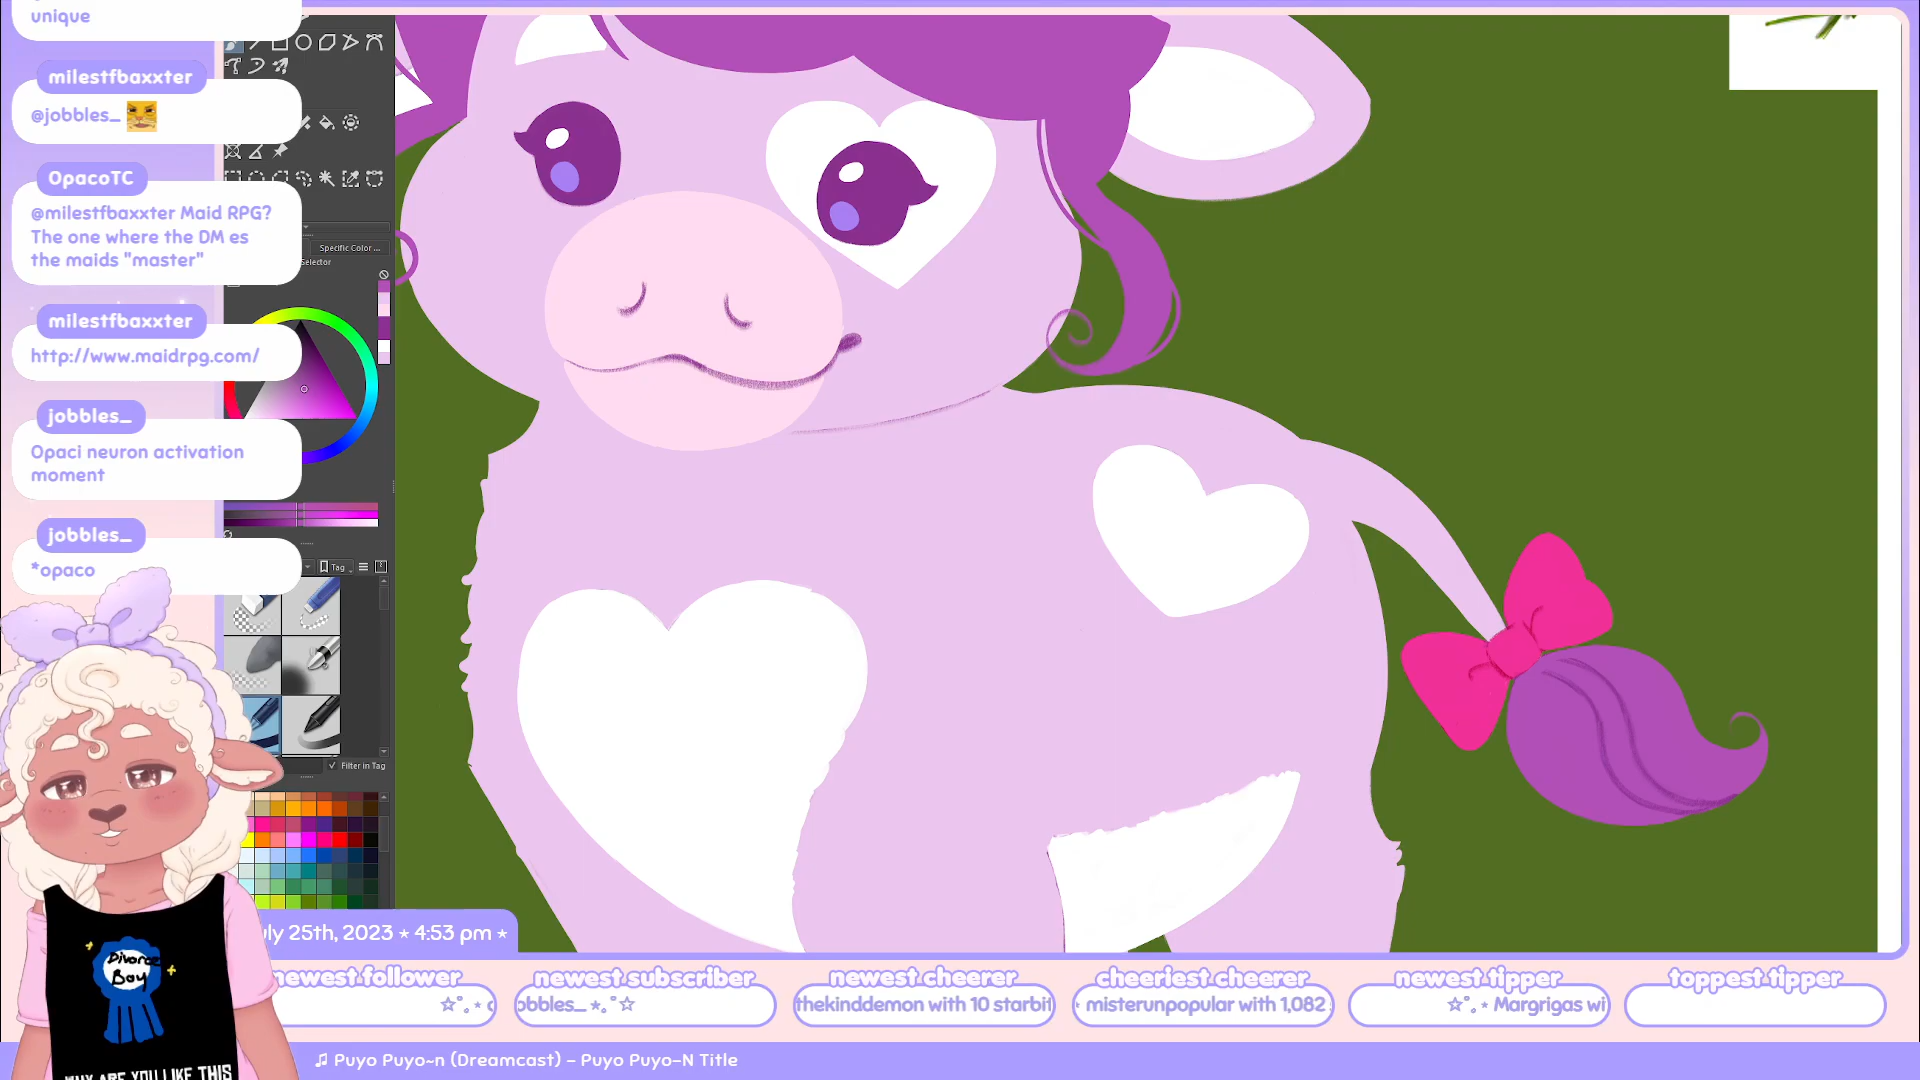 unique
milestfbaxxter
@jobbles_
OpacoTC
@milestfbaxxter Maid RPG?
The one where the DM es
the maids "master"
milestfbaxxter
http://www.maidrpg.com/
jobbles_
Opaci neuron activation
moment
jobbles_
*opaco
Specific Color ...
Selector
Tag
Filter in Tag
uly 25th, 2023 ⋆ 4:53 pm ⋆
Divorce
Boy
WHY ARE YOU LIKE THIS
newest follower
newest subscriber
obbles_ ⋆.˚☆
newest cheerer
thekinddemon with 10 starbit
cheeriest cheerer
misterunpopular with 1,082
newest tipper
☆˚。⋆ Margrigas wi
toppest tipper
♫ Puyo Puyo~n (Dreamcast) - Puyo Puyo-N Title